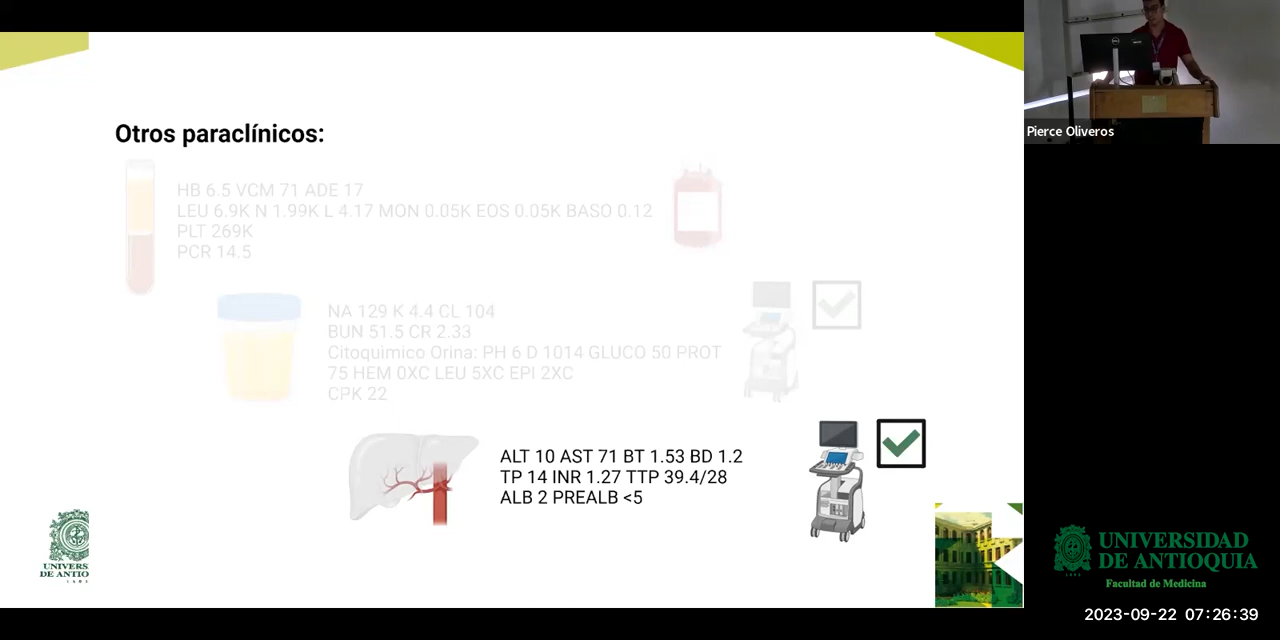 Otros paraclínicos:
HB 6.5 VCM 71 ADE 17
LEU 6.9K N 1.99K L 4.17 MON 0.05K EOS 0.05K BASO 0.12
PLT 269K
PCR 14.5
NA 129 K 4.4 CL 104
BUN 51.5 CR 2.33
Citoquimico Orina: PH 6 D 1014 GLUCO 50 PROT
75 HEM 0XC LEU 5XC EPI 2XC
CPK 22
ALT 10 AST 71 BT 1.53 BD 1.2
TP 14 INR 1.27 TTP 39.4/28
ALB 2 PREALB <5
UNIVERS
DE ANTIO
Pierce Oliveros
UNIVERSIDAD
DE ANTIOQUIA
1803
Facultad de Medicina
2023-09-22 07:26:39